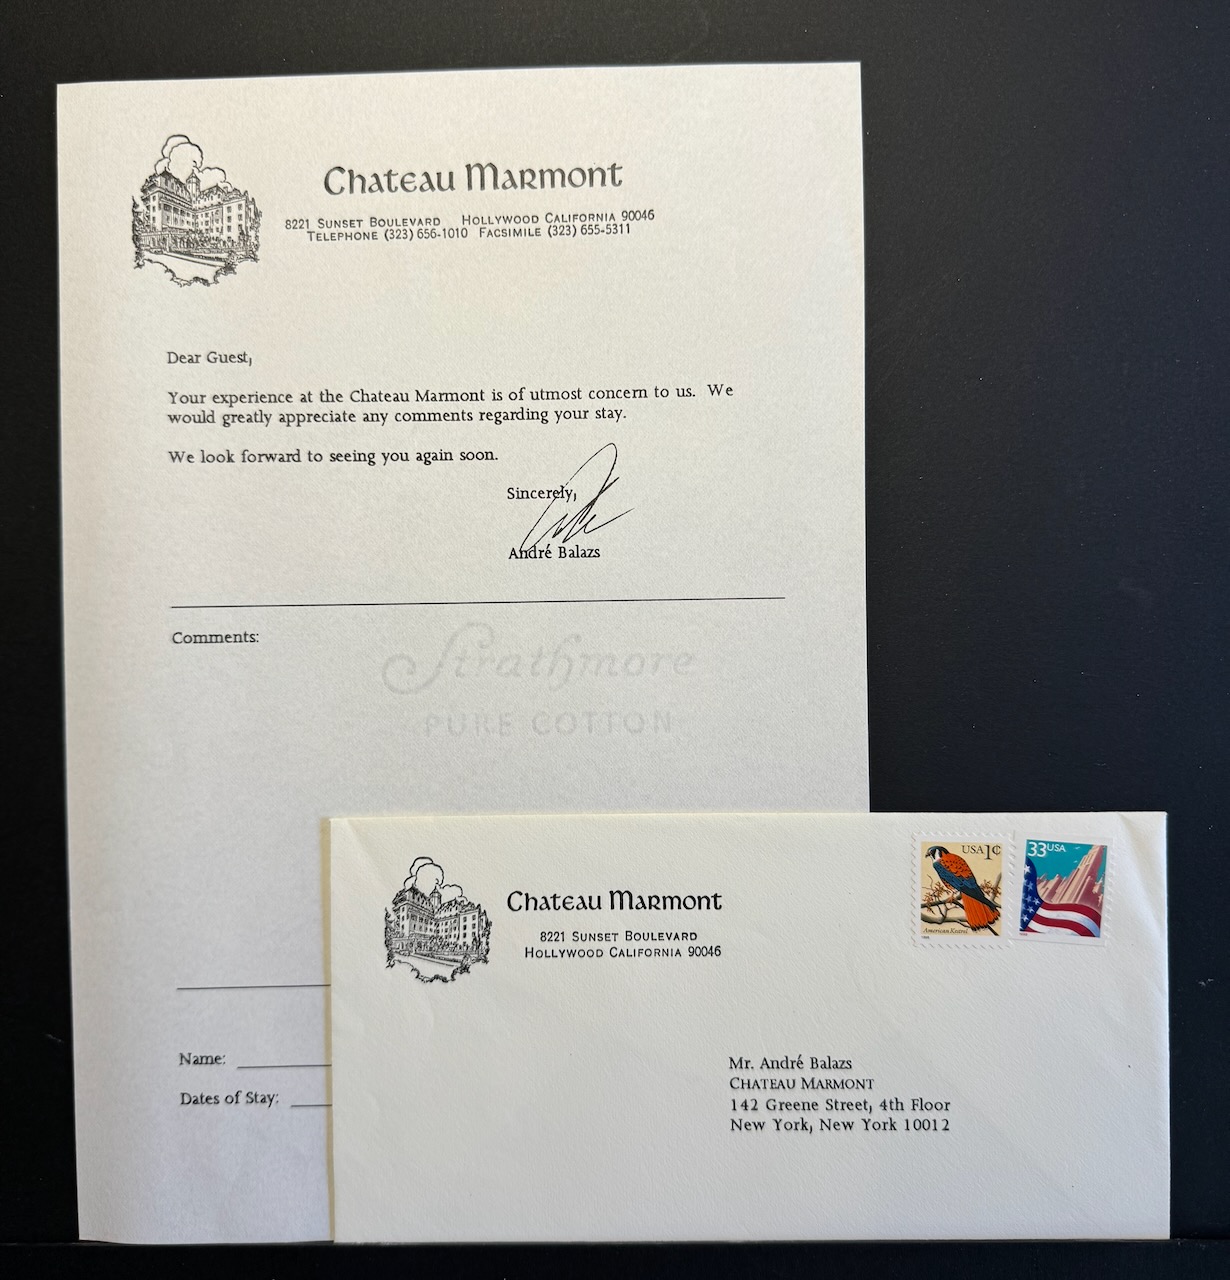 Chateau Marmont
8221 Sunset Boulevard Hollywood California 90046
Telephone (323) 656-1010 Facsimile (323) 655-5311
Dear Guest,
Your experience at the Chateau Marmont is of utmost concern to us. We
would greatly appreciate any comments regarding your stay.
We look forward to seeing you again soon.
Sincerely,
André Balazs
Comments:
Strathmore
PURE COTTON
Name:
Dates of Stay:
Chateau Marmont
8221 Sunset Boulevard
Hollywood California 90046
USA 1¢
American Kestrel
33 USA
Mr. André Balazs
CHATEAU MARMONT
142 Greene Street, 4th Floor
New York, New York 10012